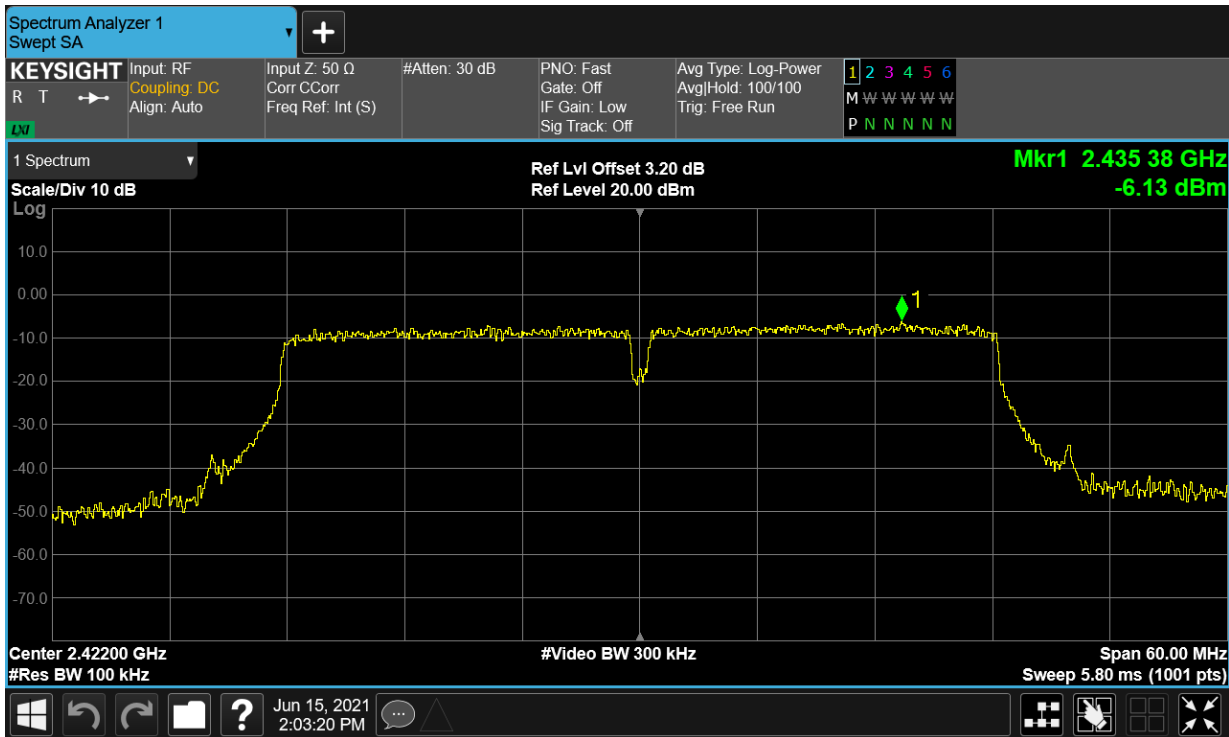 Spectrum Analyzer 1
Swept SA
KEYSIGHT
R T
LXI
Input: RF
Coupling: DC
Align: Auto
Input Z: 50 Ω
Corr CCorr
Freq Ref: Int (S)
#Atten: 30 dB
PNO: Fast
Gate: Off
IF Gain: Low
Sig Track: Off
Avg Type: Log-Power
Avg|Hold: 100/100
Trig: Free Run
1 2 3 4 5 6
M W W W W W
P N N N N N
1 Spectrum
Scale/Div 10 dB
Log
Ref Lvl Offset 3.20 dB
Ref Level 20.00 dBm
Mkr1 2.435 38 GHz
-6.13 dBm
10.0
0.00
-10.0
-20.0
-30.0
-40.0
-50.0
-60.0
-70.0
1
Center 2.42200 GHz
#Res BW 100 kHz
#Video BW 300 kHz
Span 60.00 MHz
Sweep 5.80 ms (1001 pts)
?
Jun 15, 2021
2:03:20 PM